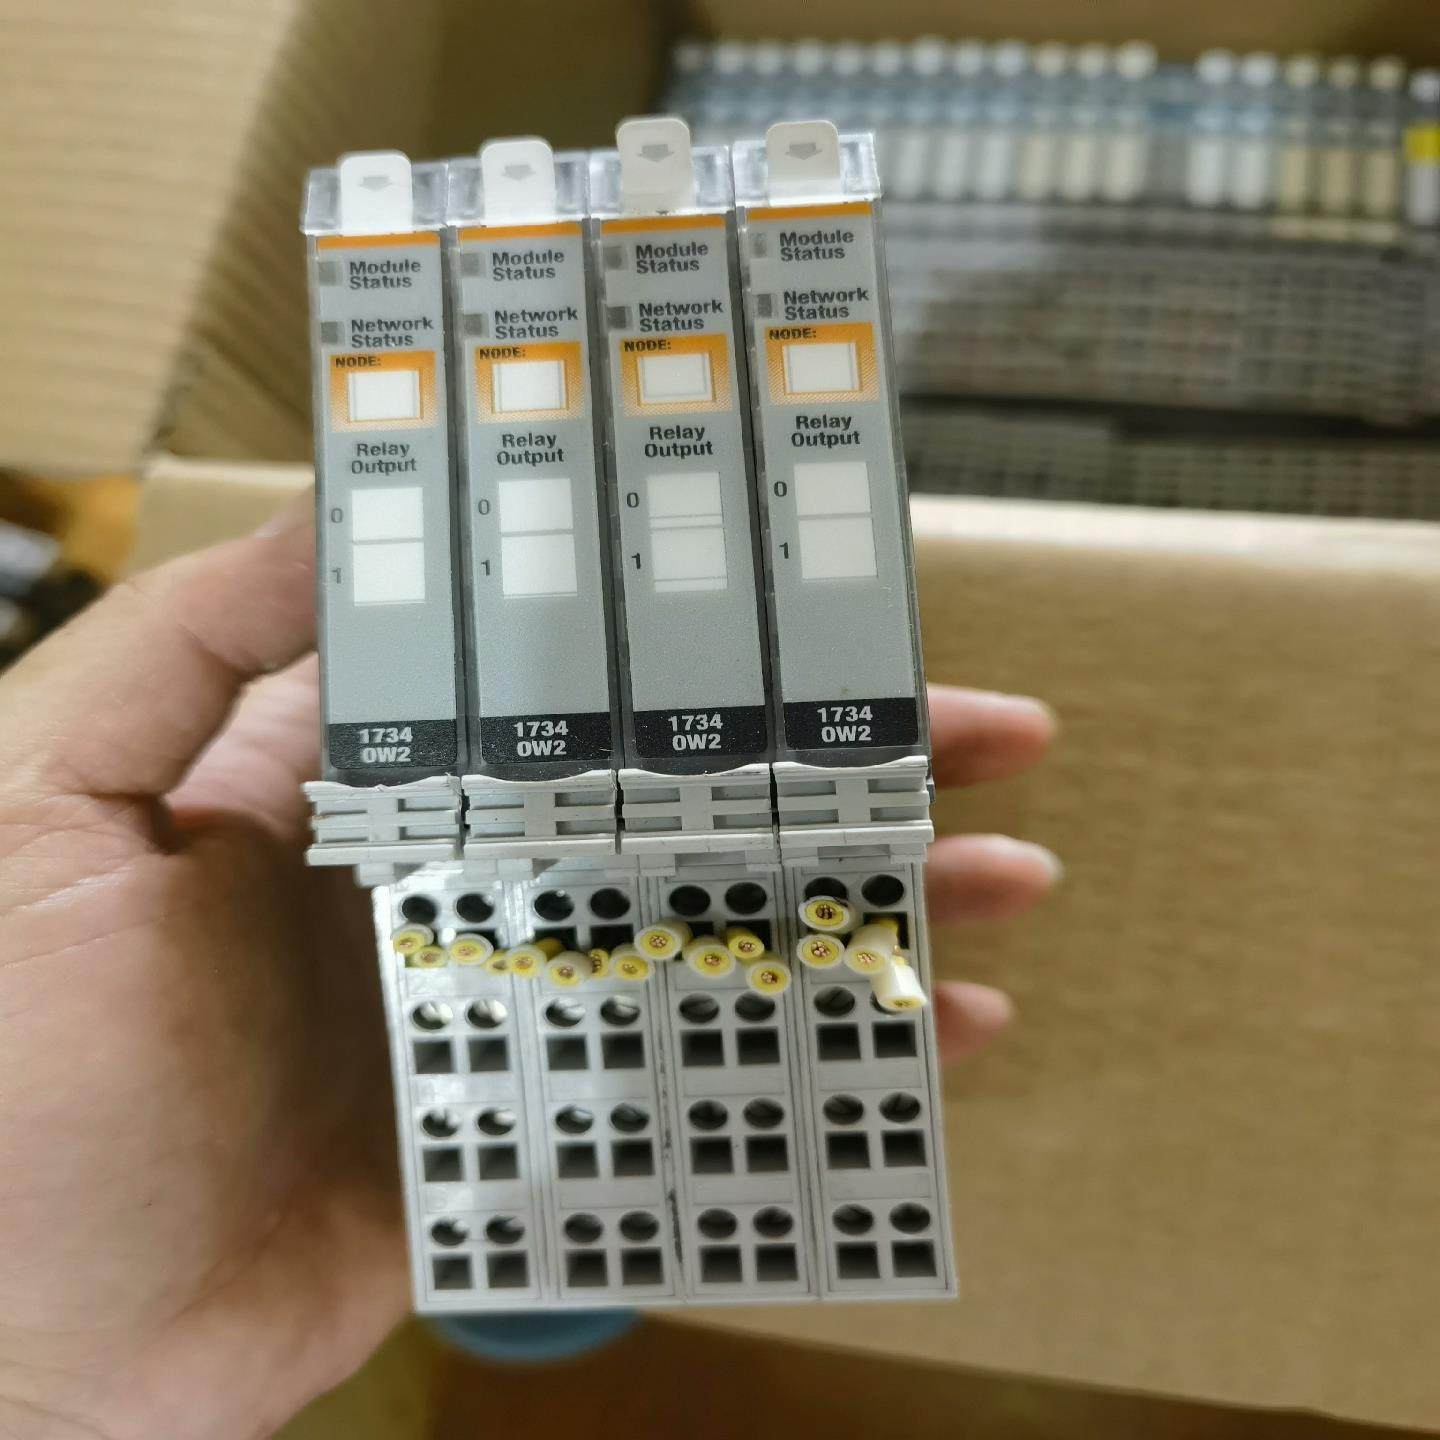 Module
Status
Network
Status
NODE:
Relay
Output
0
1
1734
OW2
Module
Status
Network
Status
NODE:
Relay
Output
0
1
1734
OW2
Module
Status
Network
Status
NODE:
Relay
Output
0
1
1734
OW2
Module
Status
Network
Status
NODE:
Relay
Output
0
1
1734
OW2